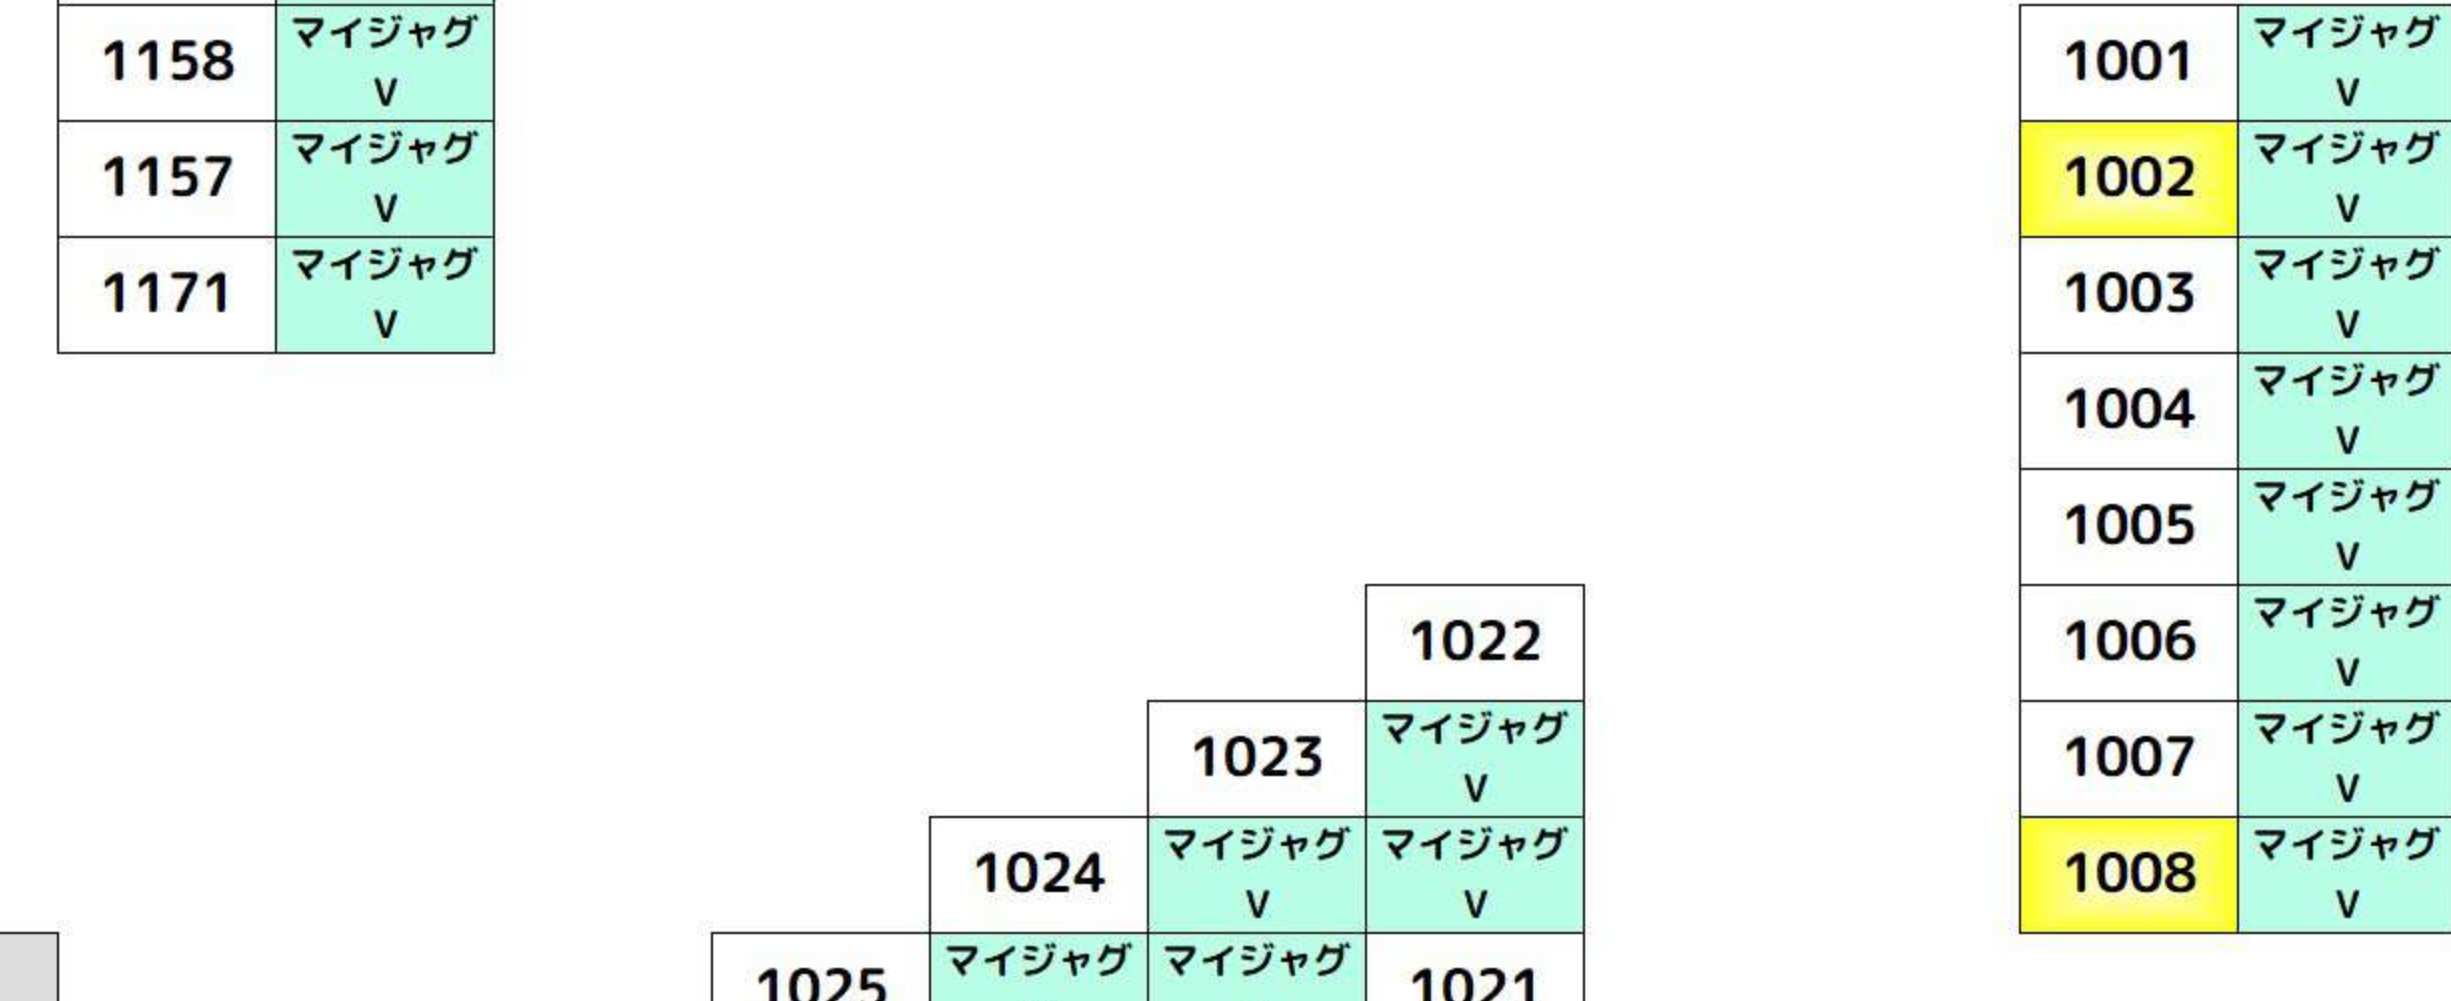 1158 マイジャグ
V
1157 マイジャグ
V
1171 マイジャグ
V
1022
1023 マイジャグ
V
1024 マイジャグ マイジャグ
V V
1025 マイジャグ マイジャグ 1021
1001 マイジャグ
V
1002 マイジャグ
V
1003 マイジャグ
V
1004 マイジャグ
V
1005 マイジャグ
V
1006 マイジャグ
V
1007 マイジャグ
V
1008 マイジャグ
V